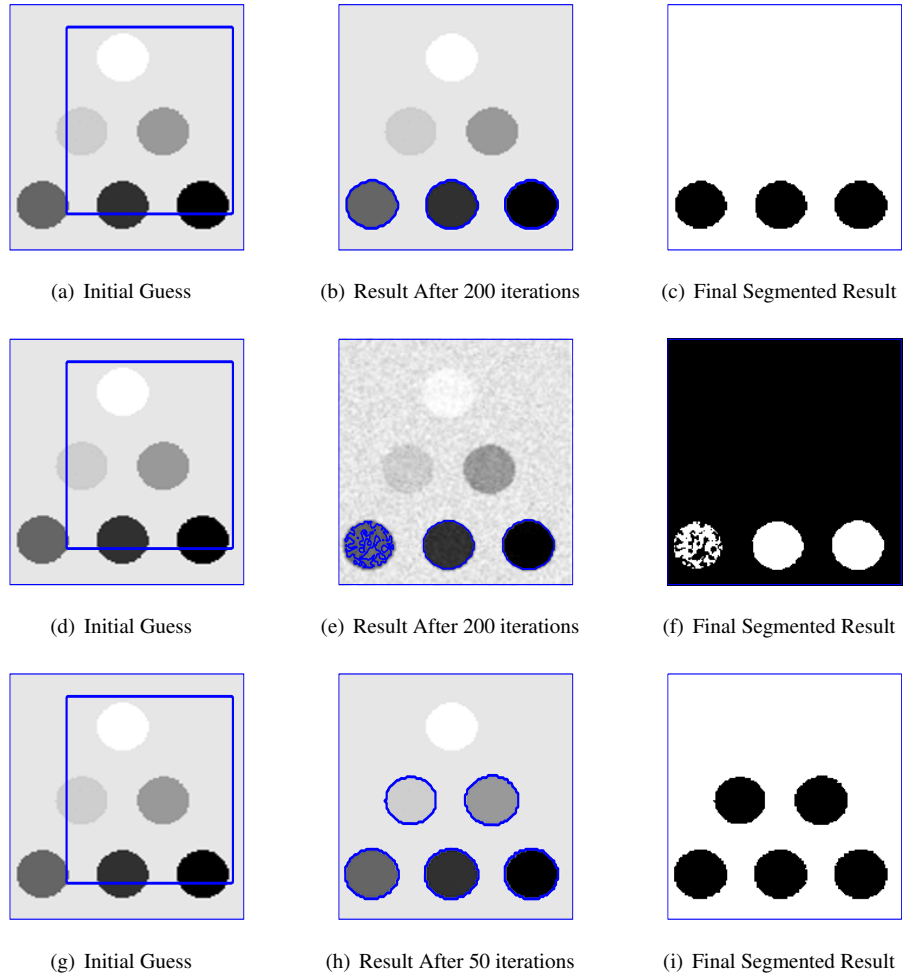 (a) Initial Guess
(b) Result After 200 iterations
(c) Final Segmented Result
(d) Initial Guess
(e) Result After 200 iterations
(f) Final Segmented Result
(g) Initial Guess
(h) Result After 50 iterations
(i) Final Segmented Result